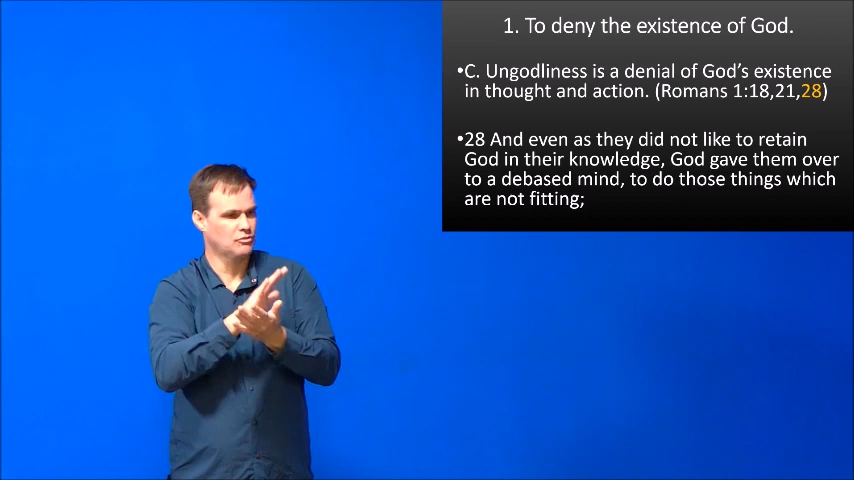 1. To deny the existence of God.
•C. Ungodliness is a denial of God's existence
in thought and action. (Romans 1:18,21,28)
•28 And even as they did not like to retain
God in their knowledge, God gave them over
to a debased mind, to do those things which
are not fitting;